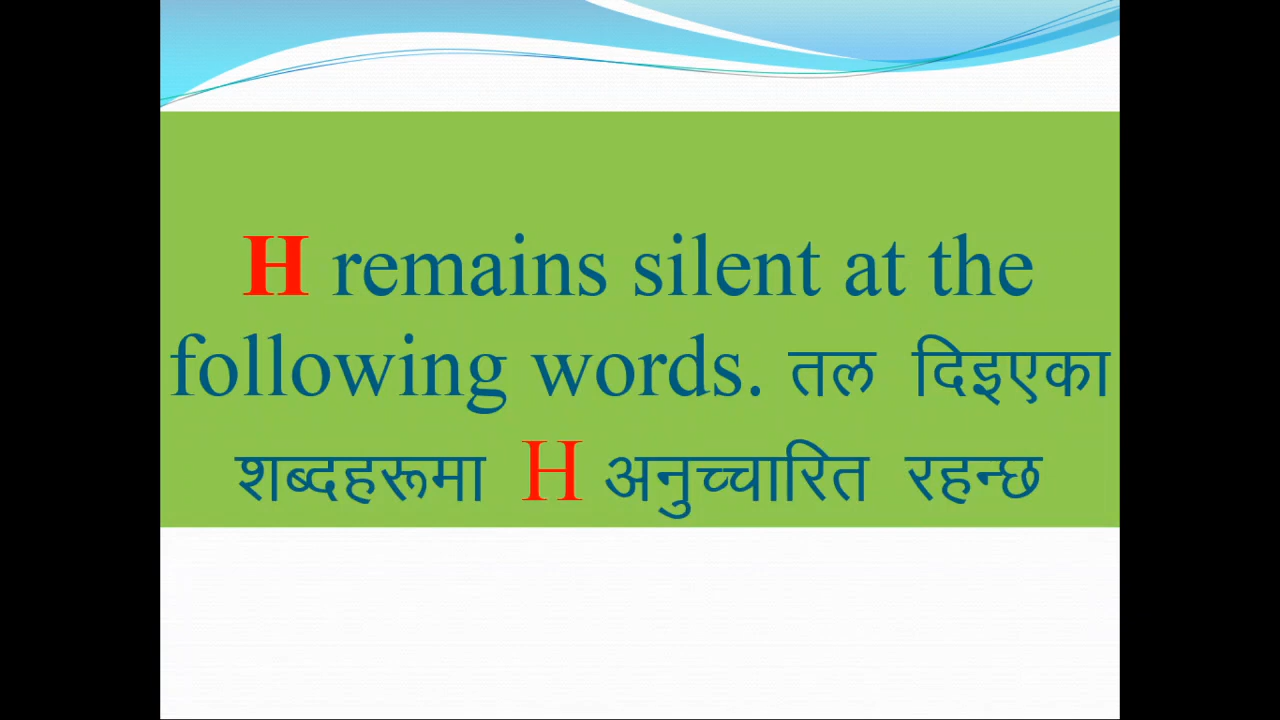 H remains silent at the
following words. तल दिइएका
शब्दहरूमा H अनुच्चारित रहन्छ